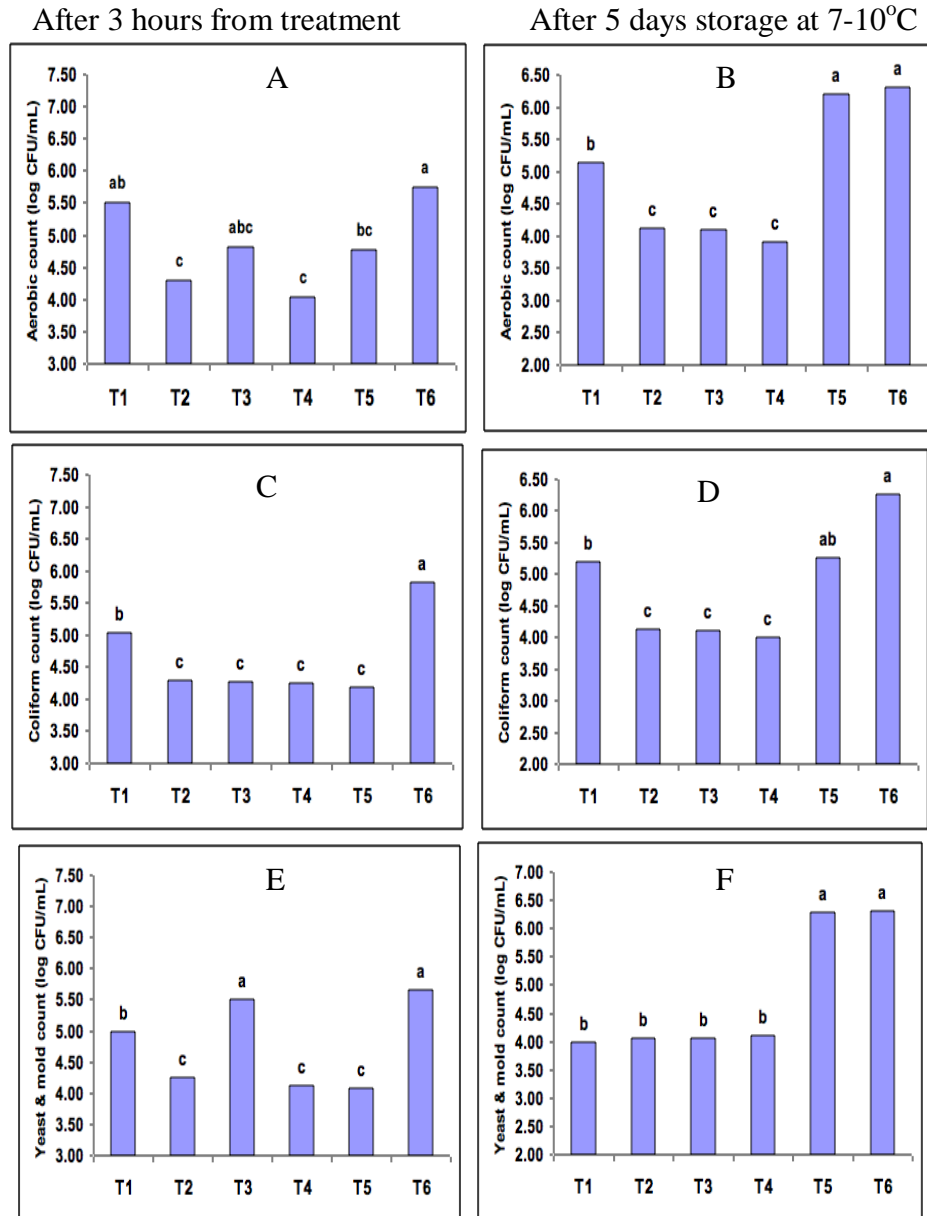 After 3 hours from treatment
After 5 days storage at 7-10°C
A
Aerobic count (log CFU/mL)
7.50
7.00
6.50
6.00
5.50
5.00
4.50
4.00
3.50
3.00
ab
c
abc
c
bc
a
T1 T2 T3 T4 T5 T6
B
Aerobic count (log CFU/mL)
6.50
6.00
5.50
5.00
4.50
4.00
3.50
3.00
2.50
2.00
b
c
c
c
a
a
T1 T2 T3 T4 T5 T6
C
Coliform count (log CFU/mL)
7.50
7.00
6.50
6.00
5.50
5.00
4.50
4.00
3.50
3.00
b
c
c
c
c
a
T1 T2 T3 T4 T5 T6
D
Coliform count (log CFU/mL)
6.50
6.00
5.50
5.00
4.50
4.00
3.50
3.00
2.50
2.00
b
c
c
c
ab
a
T1 T2 T3 T4 T5 T6
E
Yeast & mold count (log CFU/mL)
7.50
7.00
6.50
6.00
5.50
5.00
4.50
4.00
3.50
3.00
b
c
a
c
c
a
T1 T2 T3 T4 T5 T6
F
Yeast & mold count (log CFU/mL)
7.00
6.50
6.00
5.50
5.00
4.50
4.00
3.50
3.00
2.50
2.00
b
b
b
b
a
a
T1 T2 T3 T4 T5 T6